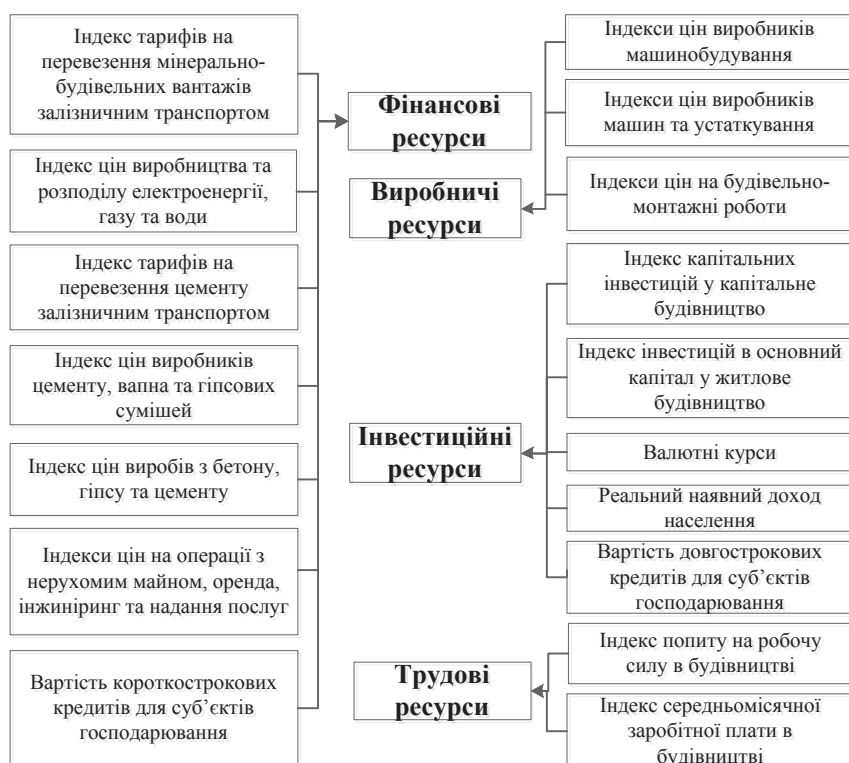 Індекс тарифів на
перевезення мінерально-
будівельних вантажів
залізничним транспортом
Індекс цін виробництва та
розподілу електроенергії,
газу та води
Індекс тарифів на
перевезення цементу
залізничним транспортом
Індекс цін виробників
цементу, вапна та гіпсових
сумішей
Індекс цін виробів з бетону,
гіпсу та цементу
Індекси цін на операції з
нерухомим майном, оренда,
інжиніринг та надання послуг
Вартість короткострокових
кредитів для суб’єктів
господарювання
Фінансові
ресурси
Виробничі
ресурси
Інвестиційні
ресурси
Трудові
ресурси
Індекси цін виробників
машинобудування
Індекси цін виробників
машин та устаткування
Індекси цін на будівельно-
монтажні роботи
Індекс капітальних
інвестицій у капітальне
будівництво
Індекс інвестицій в основний
капітал у житлове
будівництво
Валютні курси
Реальний наявний доход
населення
Вартість довгострокових
кредитів для суб’єктів
господарювання
Індекс попиту на робочу
силу в будівництві
Індекс середньомісячної
заробітної плати в
будівництві